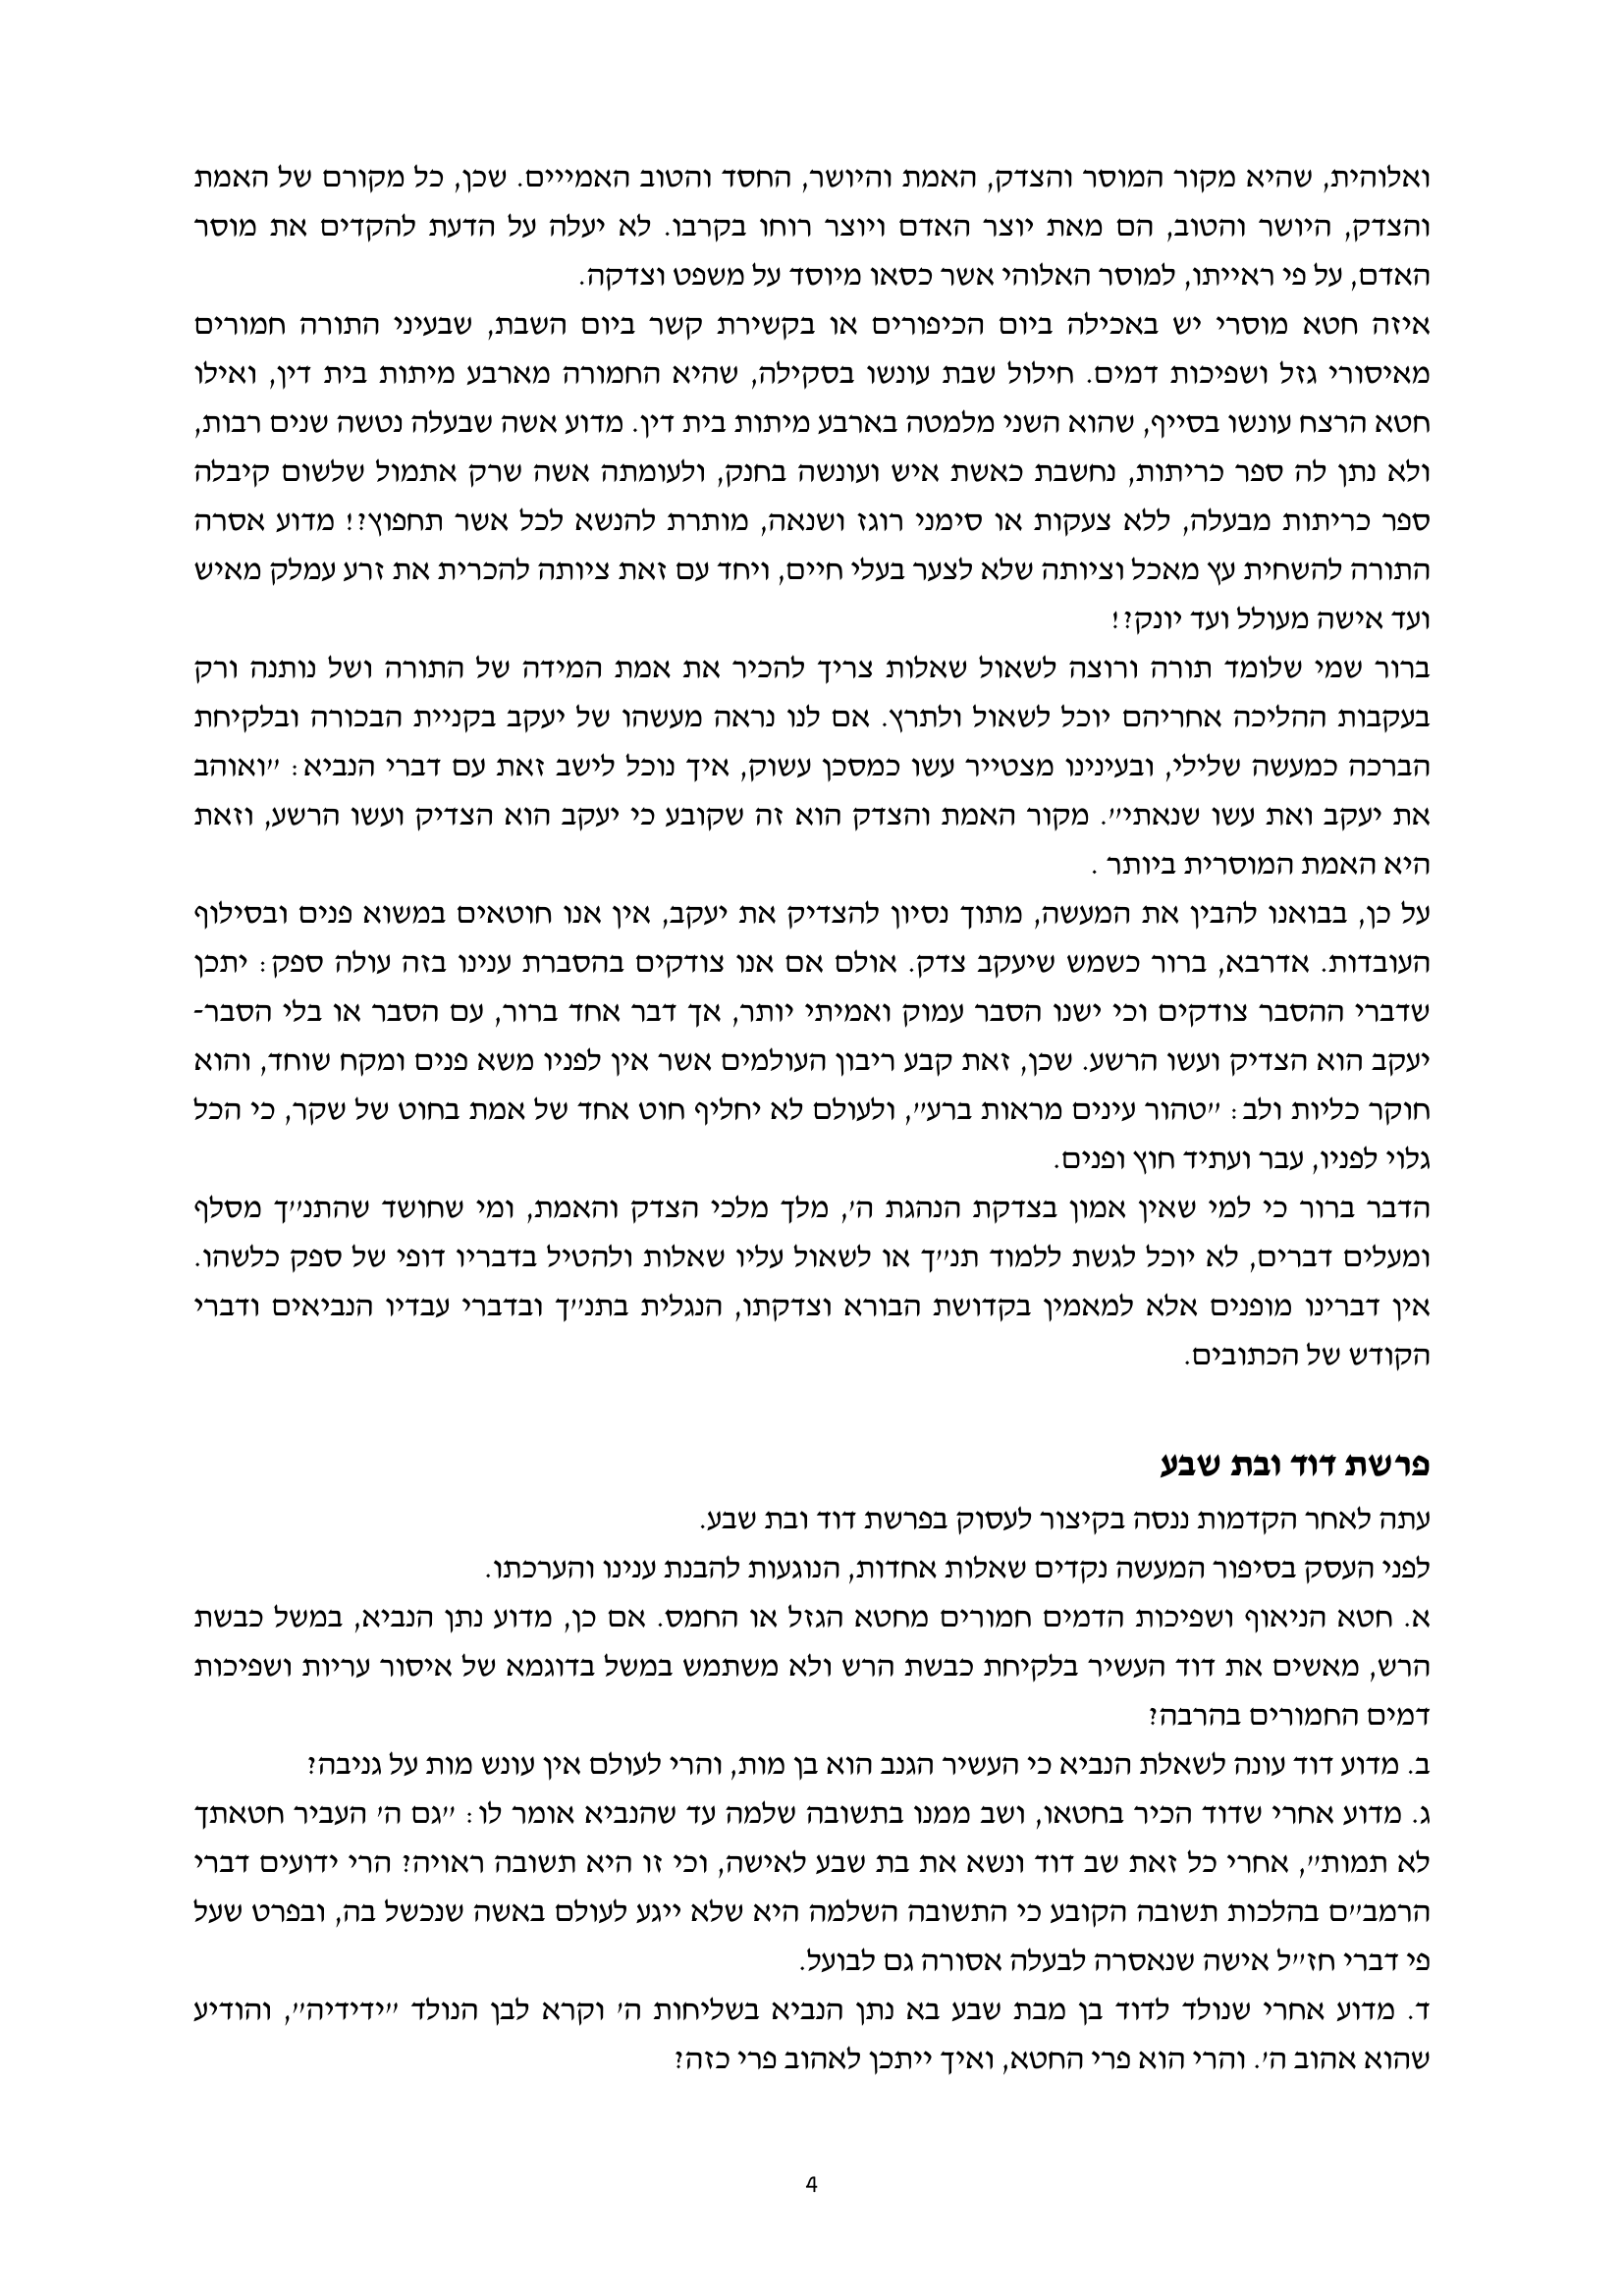 ואלוהית, שהיא מקור המוסר והצדק, האמת והיושר, החסד והטוב האמייים. שכן, כל מקורם של האמת
והצדק, היושר והטוב, הם מאת יוצר האדם ויוצר רוחו בקרבו. לא יעלה על הדעת להקדים את מוסר
האדם, על פי ראייתו, למוסר האלוהי אשר כסאו מיוסד על משפט וצדקה.
איזה חטא מוסרי יש באכילה ביום הכיפורים או בקשירת קשר ביום השבת, שבעיני התורה חמורים
מאיסורי גזל ושפיכות דמים. חילול שבת עונשו בסקילה, שהיא החמורה מארבע מיתות בית דין, ואילו
חטא הרצח עונשו בסייף, שהוא השני מלמטה בארבע מיתות בית דין. מדוע אשה שבעלה נטשה שנים רבות,
ולא נתן לה ספר כריתות, נחשבת כאשת איש ועונשה בחנק, ולעומתה אשה שרק אתמול שלשום קיבלה
ספר כריתות מבעלה, ללא צעקות או סימני רוגז ושנאה, מותרת להנשא לכל אשר תחפוץ?! מדוע אסרה
התורה להשחית עץ מאכל וציותה שלא לצער בעלי חיים, ויחד עם זאת ציותה להכרית את זרע עמלק מאיש
ועד אישה מעולל ועד יונק?!
ברור שמי שלומד תורה ורוצה לשאול שאלות צריך להכיר את אמת המידה של התורה ושל נותנה ורק
בעקבות ההליכה אחריהם יוכל לשאול ולתרץ. אם לנו נראה מעשהו של יעקב בקניית הבכורה ובלקיחת
הברכה כמעשה שלילי, ובעינינו מצטייר עשו כמסכן עשוק, איך נוכל לישב זאת עם דברי הנביא: "ואוהב
את יעקב ואת עשו שנאתי". מקור האמת והצדק הוא זה שקובע כי יעקב הוא הצדיק ועשו הרשע, וזאת
היא האמת המוסרית ביותר .
על כן, בבואנו להבין את המעשה, מתוך נסיון להצדיק את יעקב, אין אנו חוטאים במשוא פנים ובסילוף
העובדות. אדרבא, ברור כשמש שיעקב צדק. אולם אם אנו צודקים בהסברת ענינו בזה עולה ספק: יתכן
שדברי ההסבר צודקים וכי ישנו הסבר עמוק ואמיתי יותר, אך דבר אחד ברור, עם הסבר או בלי הסבר-
יעקב הוא הצדיק ועשו הרשע. שכן, זאת קבע ריבון העולמים אשר אין לפניו משא פנים ומקח שוחד, והוא
חוקר כליות ולב: "טהור עינים מראות ברע", ולעולם לא יחליף חוט אחד של אמת בחוט של שקר, כי הכל
גלוי לפניו, עבר ועתיד חוץ ופנים.
הדבר ברור כי למי שאין אמון בצדקת הנהגת ה', מלך מלכי הצדק והאמת, ומי שחושד שהתנ"ך מסלף
ומעלים דברים, לא יוכל לגשת ללמוד תנ"ך או לשאול עליו שאלות ולהטיל בדבריו דופי של ספק כלשהו.
אין דברינו מופנים אלא למאמין בקדושת הבורא וצדקתו, הנגלית בתנ"ך ובדברי עבדיו הנביאים ודברי
הקודש של הכתובים.
פרשת דוד ובת שבע
עתה לאחר הקדמות ננסה בקיצור לעסוק בפרשת דוד ובת שבע.
לפני העסק בסיפור המעשה נקדים שאלות אחדות, הנוגעות להבנת ענינו והערכתו.
א. חטא הניאוף ושפיכות הדמים חמורים מחטא הגזל או החמס. אם כן, מדוע נתן הנביא, במשל כבשת
הרש, מאשים את דוד העשיר בלקיחת כבשת הרש ולא משתמש במשל בדוגמא של איסור עריות ושפיכות
דמים החמורים בהרבה?
ב. מדוע דוד עונה לשאלת הנביא כי העשיר הגנב הוא בן מות, והרי לעולם אין עונש מות על גניבה?
ג. מדוע אחרי שדוד הכיר בחטאו, ושב ממנו בתשובה שלמה עד שהנביא אומר לו: "גם ה' העביר חטאתך
לא תמות", אחרי כל זאת שב דוד ונשא את בת שבע לאישה, וכי זו היא תשובה ראויה? הרי ידועים דברי
הרמב"ם בהלכות תשובה הקובע כי התשובה השלמה היא שלא ייגע לעולם באשה שנכשל בה, ובפרט שעל
פי דברי חז"ל אישה שנאסרה לבעלה אסורה גם לבועל.
ד. מדוע אחרי שנולד לדוד בן מבת שבע בא נתן הנביא בשליחות ה' וקרא לבן הנולד "ידידיה", והודיע
שהוא אהוב ה'. והרי הוא פרי החטא, ואיך ייתכן לאהוב פרי כזה?
4